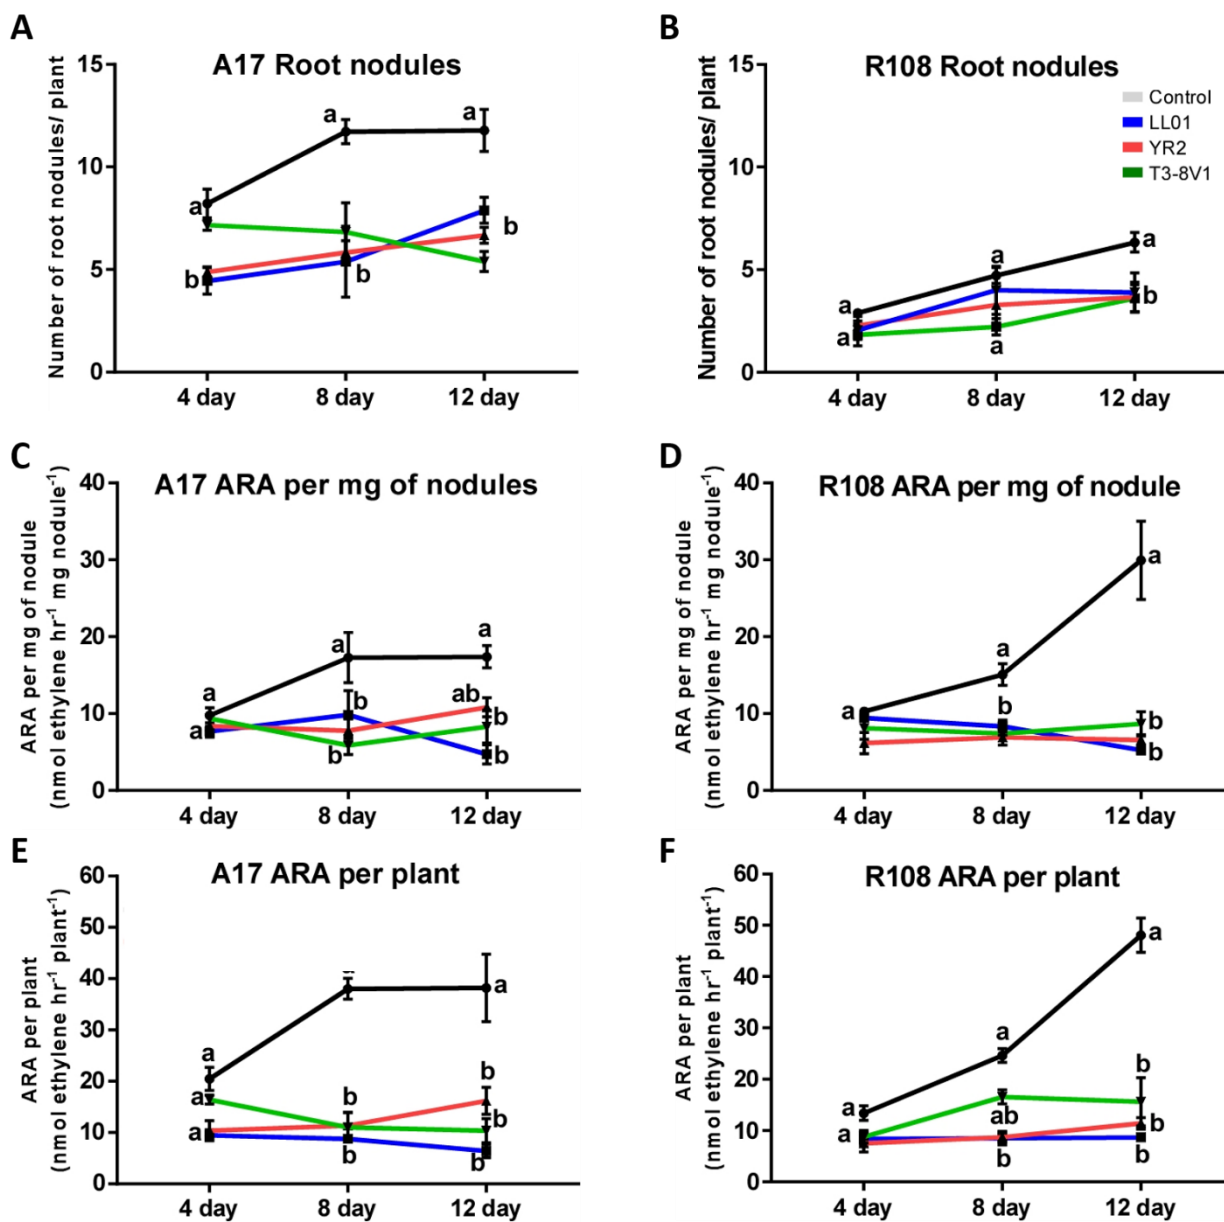 A
A17 Root nodules
Number of root nodules/ plant
15
10
5
0
a
a
a
b
b
b
4 day
8 day
12 day
B
R108 Root nodules
Number of root nodules/ plant
15
10
5
0
Control
LL01
YR2
T3-8V1
a
a
a
a
a
b
4 day
8 day
12 day
C
A17 ARA per mg of nodules
ARA per mg of nodule
(nmol ethylene hr⁻¹ mg nodule⁻¹)
40
30
20
10
0
a
a
a
a
b
b
ab
b
b
4 day
8 day
12 day
D
R108 ARA per mg of nodule
ARA per mg of nodule
(nmol ethylene hr⁻¹ mg nodule⁻¹)
40
30
20
10
0
a
a
a
b
b
b
4 day
8 day
12 day
E
A17 ARA per plant
ARA per plant
(nmol ethylene hr⁻¹ plant⁻¹)
60
50
40
30
20
10
0
a
a
a
b
b
b
b
b
4 day
8 day
12 day
F
R108 ARA per plant
ARA per plant
(nmol ethylene hr⁻¹ plant⁻¹)
60
50
40
30
20
10
0
a
a
a
a
ab
b
b
b
b
4 day
8 day
12 day